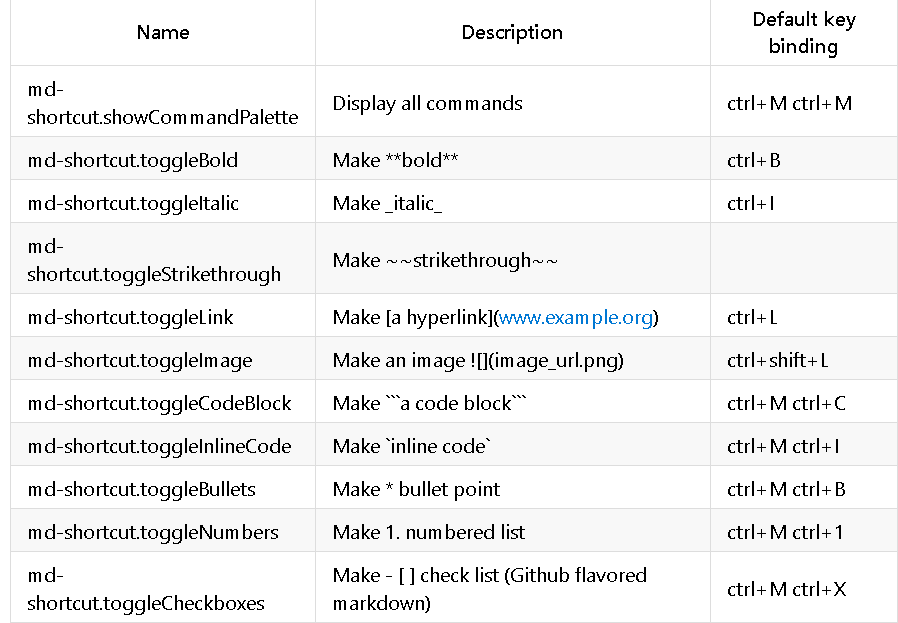 Name Description Default key
binding
md-
shortcut.showCommandPalette Display all commands ctrl+M ctrl+M
md-shortcut.toggleBold Make **bold** ctrl+B
md-shortcut.toggleItalic Make _italic_ ctrl+I
md-
shortcut.toggleStrikethrough Make ~~strikethrough~~
md-shortcut.toggleLink Make [a hyperlink](www.example.org) ctrl+L
md-shortcut.toggleImage Make an image ![](image_url.png) ctrl+shift+L
md-shortcut.toggleCodeBlock Make ```a code block``` ctrl+M ctrl+C
md-shortcut.toggleInlineCode Make `inline code` ctrl+M ctrl+I
md-shortcut.toggleBullets Make * bullet point ctrl+M ctrl+B
md-shortcut.toggleNumbers Make 1. numbered list ctrl+M ctrl+1
md-
shortcut.toggleCheckboxes Make - [ ] check list (Github flavored
markdown) ctrl+M ctrl+X